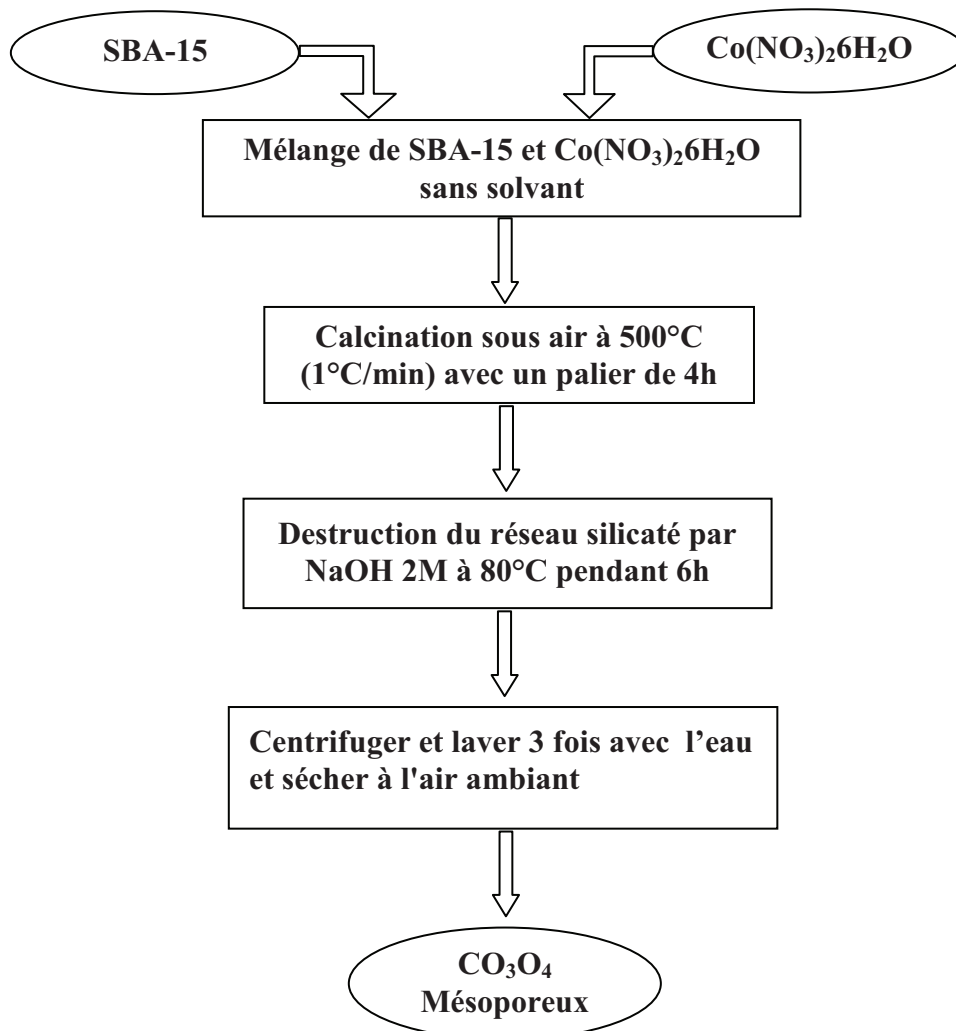 SBA-15
Co(NO₃)₂6H₂O
Mélange de SBA-15 et Co(NO₃)₂6H₂O
sans solvant
Calcination sous air à 500°C
(1°C/min) avec un palier de 4h
Destruction du réseau silicaté par
NaOH 2M à 80°C pendant 6h
Centrifuger et laver 3 fois avec l’eau
et sécher à l'air ambiant
CO₃O₄
Mésoporeux